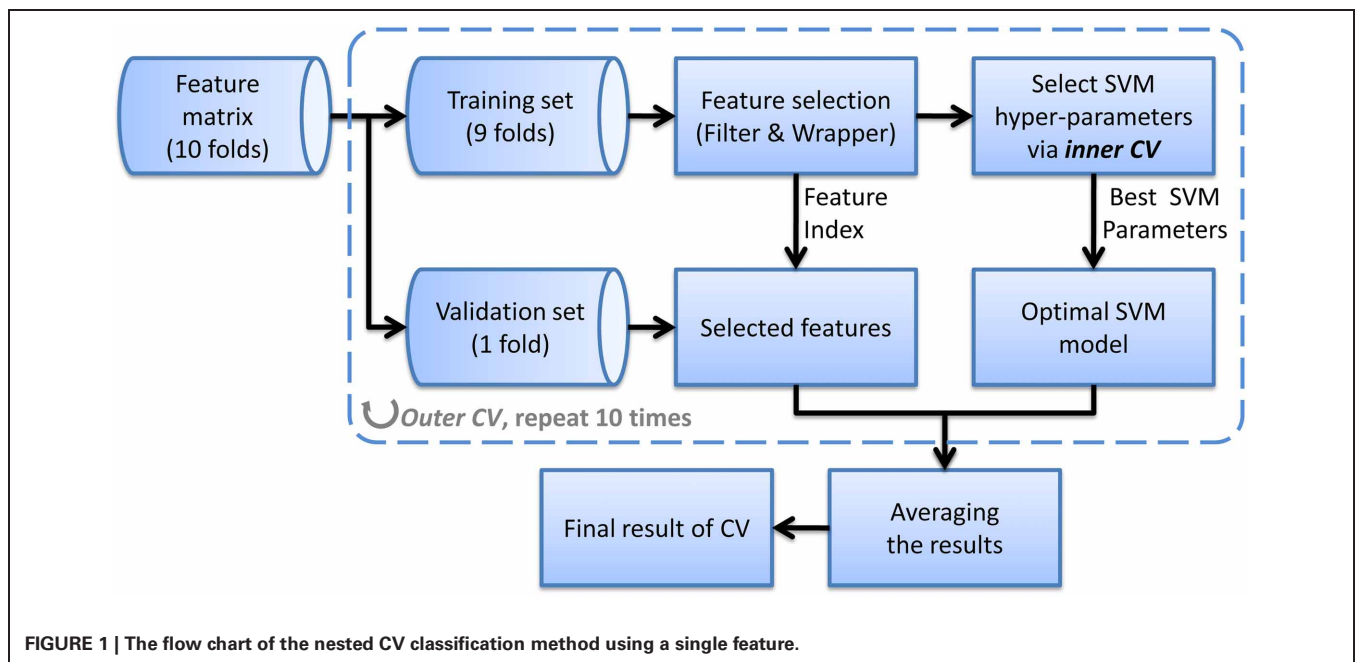 Feature
matrix
(10 folds)
Training set
(9 folds)
Feature selection
(Filter & Wrapper)
Select SVM
hyper-parameters
via inner CV
Feature
Index
Best SVM
Parameters
Validation set
(1 fold)
Selected features
Optimal SVM
model
Outer CV, repeat 10 times
Final result of CV
Averaging
the results
FIGURE 1 | The flow chart of the nested CV classification method using a single feature.